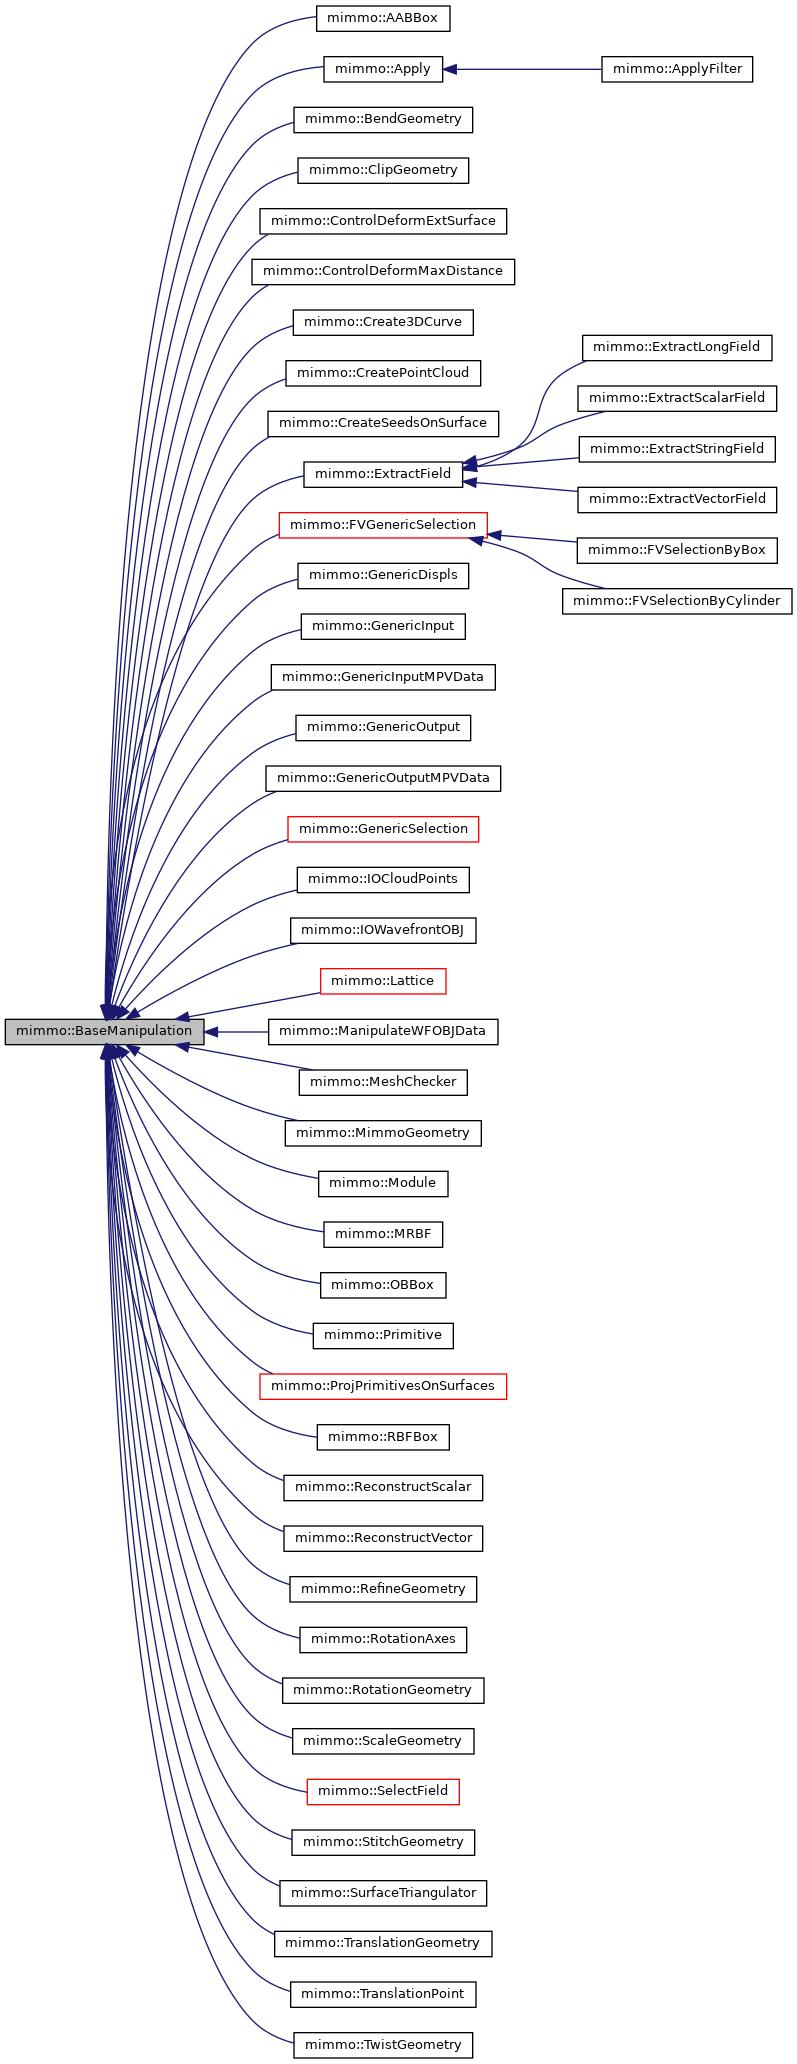 mimmo::AABBox
mimmo::Apply
mimmo::ApplyFilter
mimmo::BendGeometry
mimmo::ClipGeometry
mimmo::ControlDeformExtSurface
mimmo::ControlDeformMaxDistance
mimmo::Create3DCurve
mimmo::ExtractLongField
mimmo::CreatePointCloud
mimmo::ExtractScalarField
mimmo::CreateSeedsOnSurface
mimmo::ExtractStringField
mimmo::ExtractField
mimmo::ExtractVectorField
mimmo::FVGenericSelection
mimmo::FVSelectionByBox
mimmo::GenericDispls
mimmo::FVSelectionByCylinder
mimmo::GenericInput
mimmo::GenericInputMPVData
mimmo::GenericOutput
mimmo::GenericOutputMPVData
mimmo::GenericSelection
mimmo::IOCloudPoints
mimmo::IOWavefrontOBJ
mimmo::Lattice
mimmo::BaseManipulation
mimmo::ManipulateWFOBJData
mimmo::MeshChecker
mimmo::MimmoGeometry
mimmo::Module
mimmo::MRBF
mimmo::OBBox
mimmo::Primitive
mimmo::ProjPrimitivesOnSurfaces
mimmo::RBFBox
mimmo::ReconstructScalar
mimmo::ReconstructVector
mimmo::RefineGeometry
mimmo::RotationAxes
mimmo::RotationGeometry
mimmo::ScaleGeometry
mimmo::SelectField
mimmo::StitchGeometry
mimmo::SurfaceTriangulator
mimmo::TranslationGeometry
mimmo::TranslationPoint
mimmo::TwistGeometry